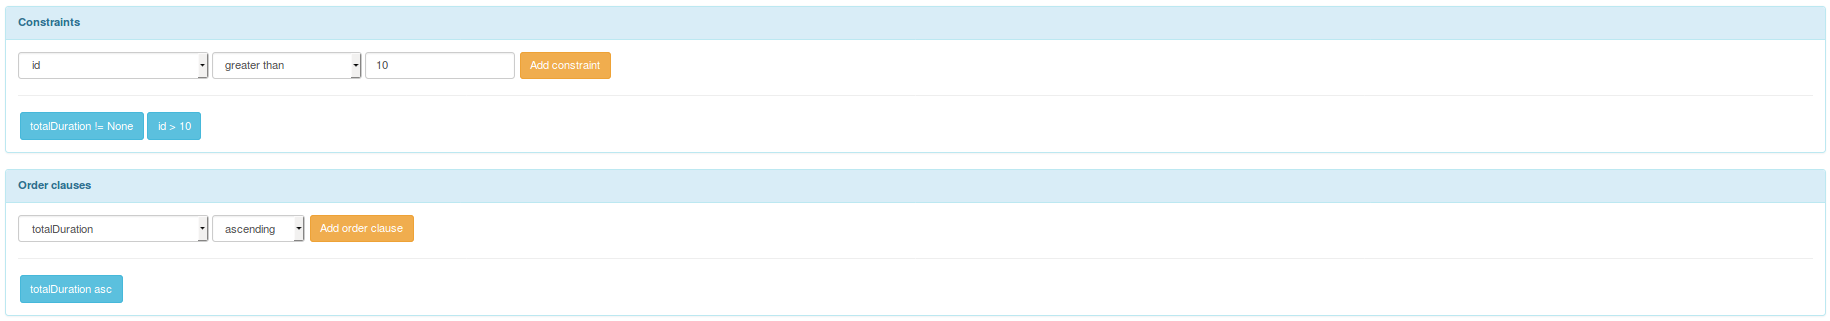 Constraints
id greater than 10 Add constraint
totalDuration != None id > 10
Order clauses
totalDuration ascending Add order clause
totalDuration asc